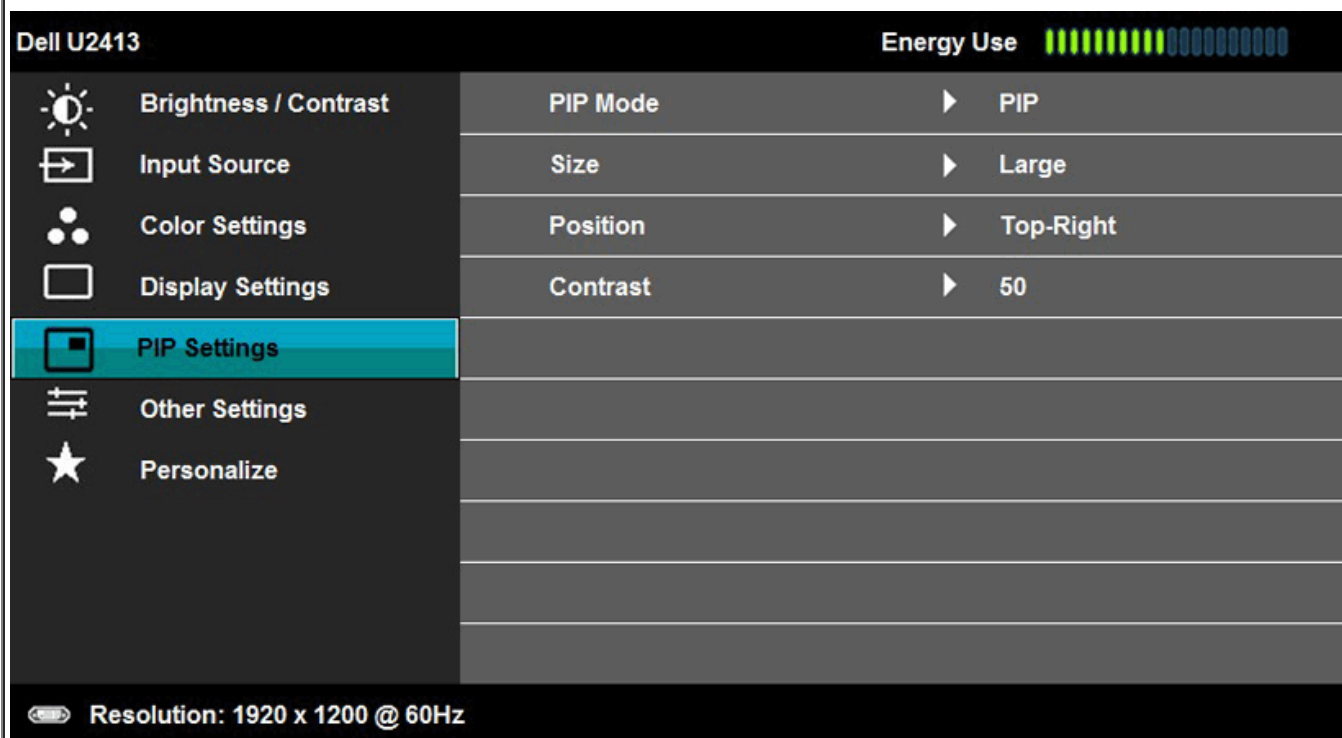 Dell U2413 Energy Use
Brightness / Contrast PIP Mode PIP
Input Source Size Large
Color Settings Position Top-Right
Display Settings Contrast 50
PIP Settings
Other Settings
Personalize
Resolution: 1920 x 1200 @ 60Hz